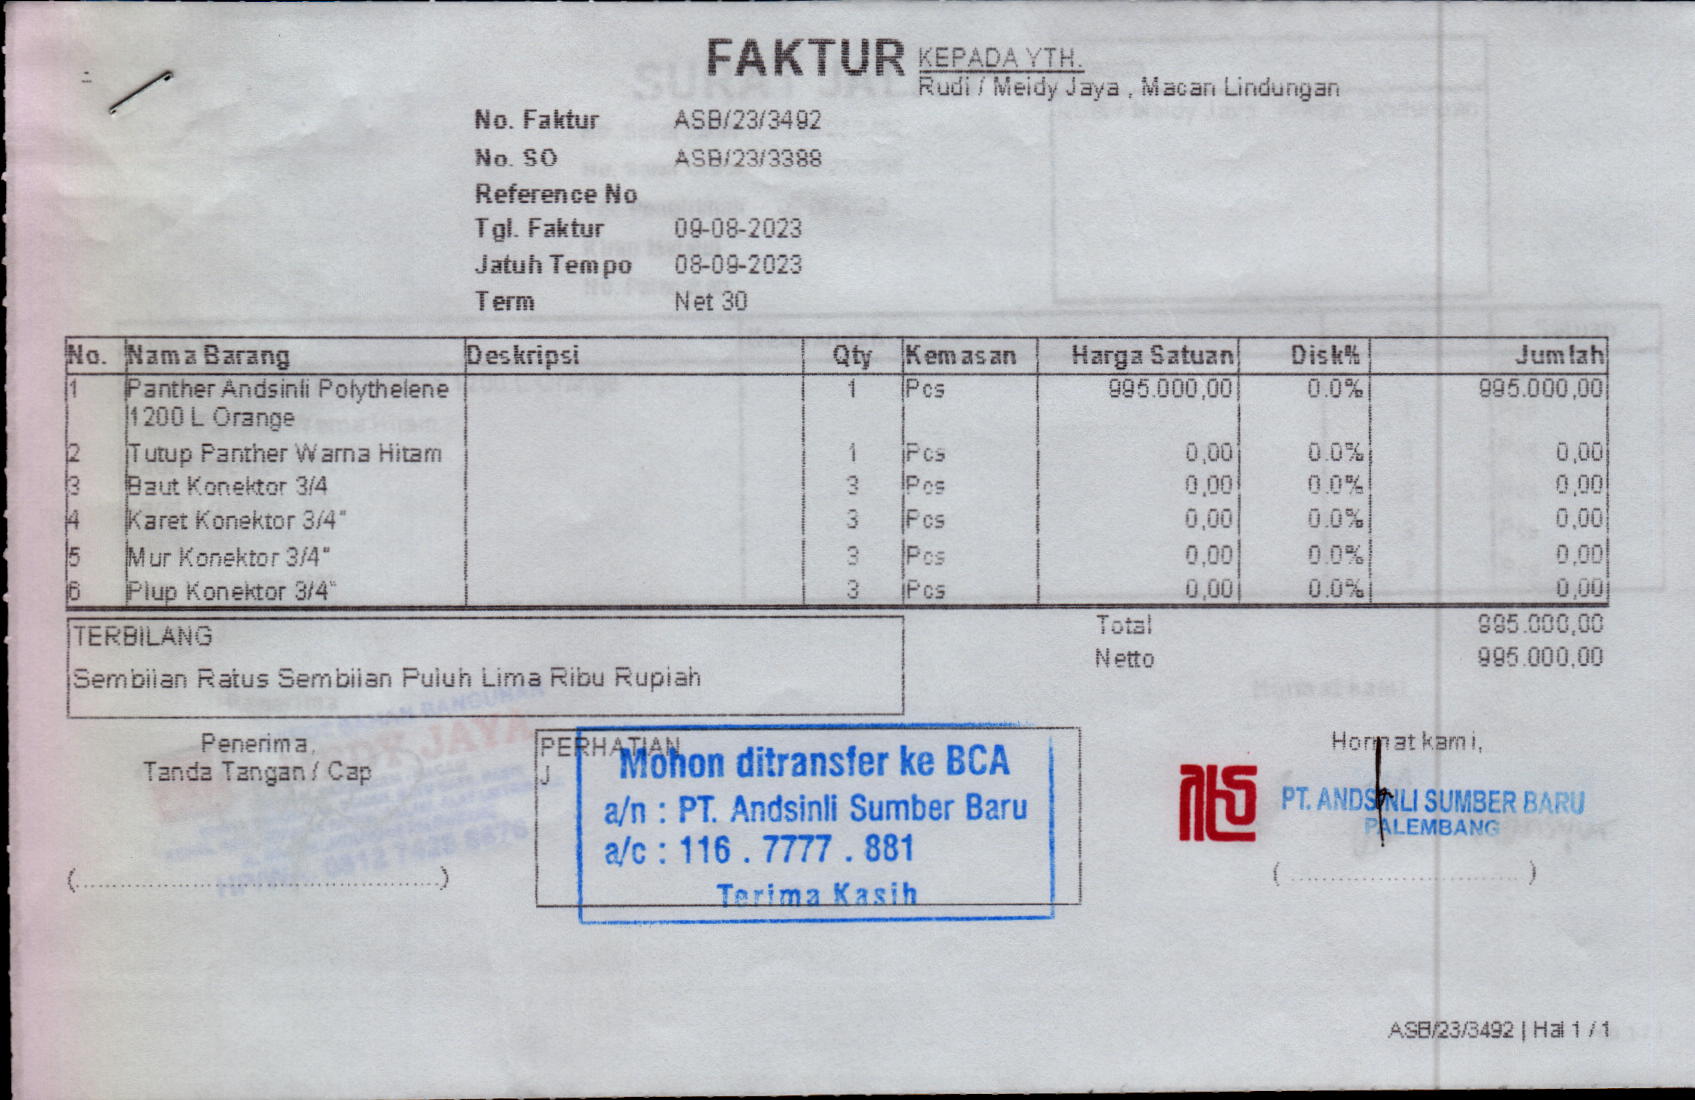 FAKTUR
KEPADA YTH.
Rudi / Meidy Jaya , Macan Lindungan
No. Faktur ASB/23/3492
No. SO ASB/23/3388
Reference No
Tgl. Faktur 09-08-2023
Jatuh Tempo 08-09-2023
Term Net 30
No. Nama Barang Deskripsi Qty Kemasan Harga Satuan Disk% Jumlah
1 Panther Andsinli Polythelene 1 Pcs 995.000,00 0.0% 995.000,00
1200 L Orange
2 Tutup Panther Warna Hitam 1 Pcs 0,00 0.0% 0,00
3 Baut Konektor 3/4 3 Pcs 0,00 0.0% 0,00
4 Karet Konektor 3/4" 3 Pcs 0,00 0.0% 0,00
5 Mur Konektor 3/4" 3 Pcs 0,00 0.0% 0,00
6 Plup Konektor 3/4" 3 Pcs 0,00 0.0% 0,00
Total 995.000,00
Netto 995.000,00
TERBILANG
Sembilan Ratus Sembilan Puluh Lima Ribu Rupiah
Penerima,
Tanda Tangan / Cap
(..........................................)
PERHATIAN
J
Mohon ditransfer ke BCA
a/n : PT. Andsinli Sumber Baru
a/c : 116 . 7777 . 881
Terima Kasih
Hormat kami,
PT. ANDSINLI SUMBER BARU
PALEMBANG
(..............................)
ASB/23/3492 | Hal 1 / 1